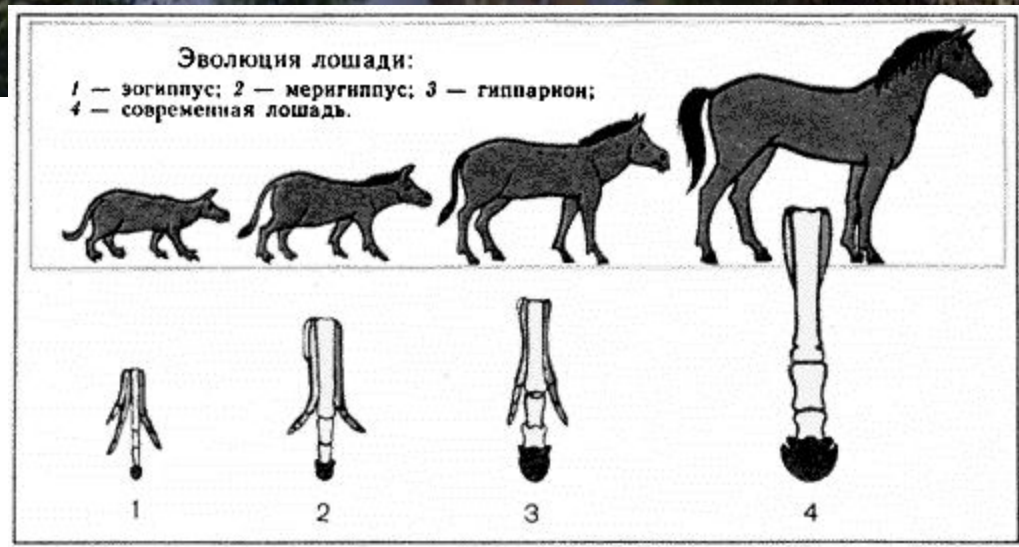 Эволюция лошади:
1 — эогиппус; 2 — меригиппус; 3 — гиппарион;
4 — современная лошадь.
1 2 3 4